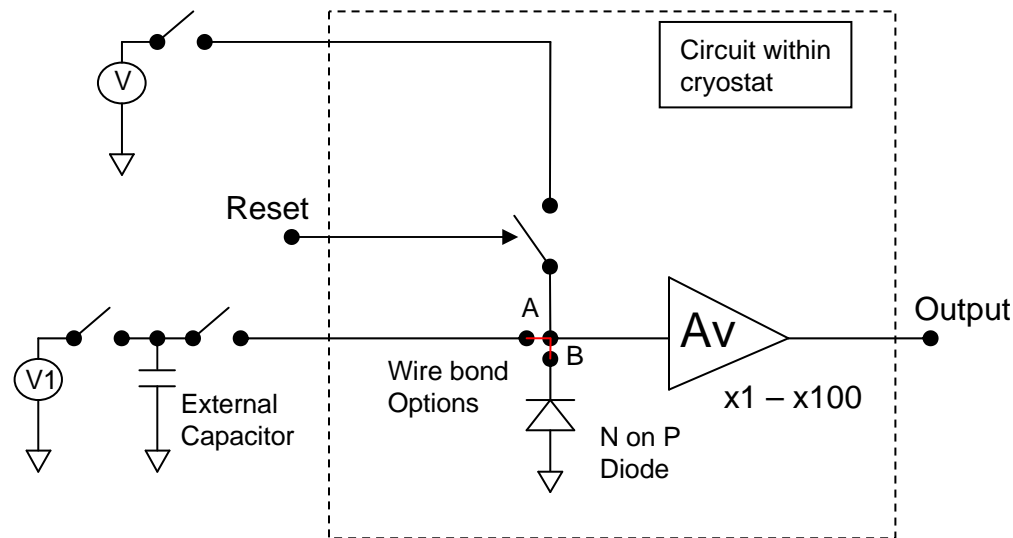 V
Circuit within
cryostat
Reset
A
B
Av
Output
V1
External
Capacitor
Wire bond
Options
x1 – x100
N on P
Diode